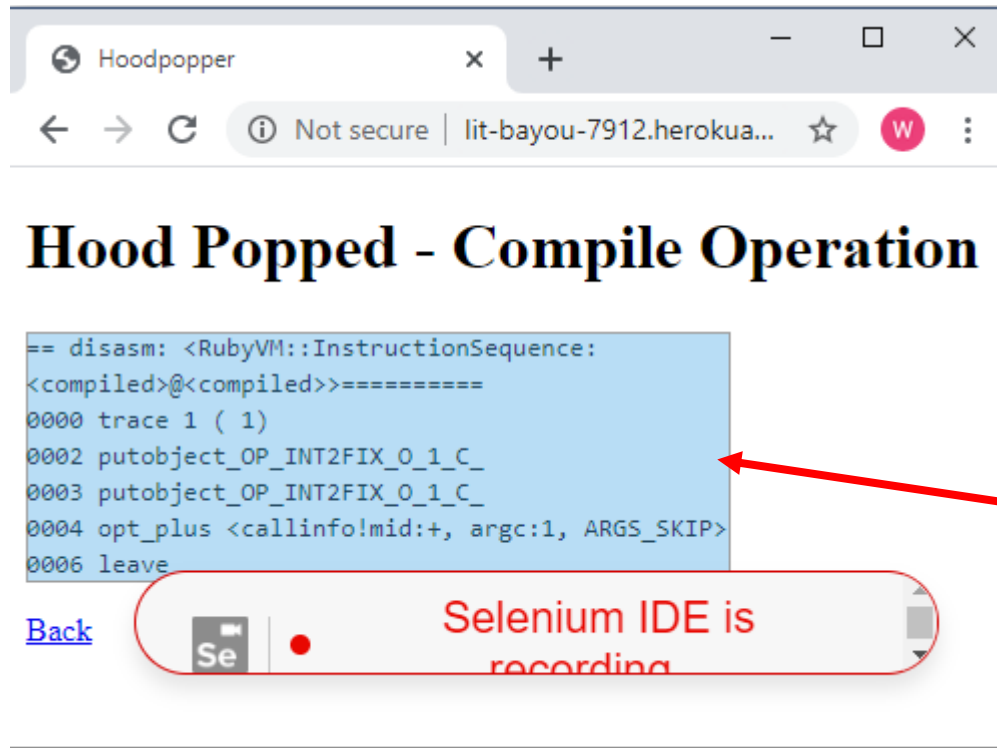 Hoodpopper
Not secure | lit-bayou-7912.herokua...
W
Hood Popped - Compile Operation
== disasm: <RubyVM::InstructionSequence:
<compiled>@<compiled>>==========
0000 trace 1 ( 1)
0002 putobject_OP_INT2FIX_O_1_C_
0003 putobject_OP_INT2FIX_O_1_C_
0004 opt_plus <callinfo!mid:+, argc:1, ARGS_SKIP>
0006 leave
Back
Se
Selenium IDE is
recording